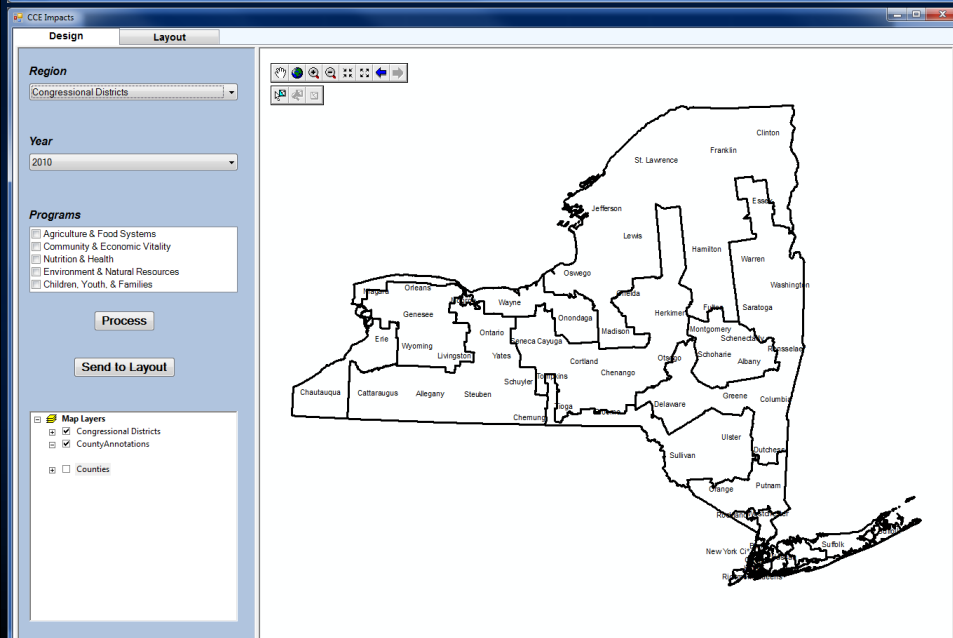 CCE Impacts
Design
Layout
Region
Congressional Districts
Year
2010
Programs
Agriculture & Food Systems
Community & Economic Vitality
Nutrition & Health
Environment & Natural Resources
Children, Youth, & Families
Process
Send to Layout
Map Layers
Congressional Districts
CountyAnnotations
Counties
Clinton
Franklin
St. Lawrence
Essex
Jefferson
Lewis
Hamilton
Warren
Oswego
Washington
Niagara
Orleans
Oneida
Wayne
Fulton
Saratoga
Genesee
Herkimer
Onondaga
Madison
Montgomery
Schenectady
Erie
Ontario
Seneca
Cayuga
Wyoming
Rensselaer
Livingston
Yates
Otsego
Schoharie
Albany
Cortland
Chenango
Tompkins
Schuyler
Chautauqua
Cattaraugus
Allegany
Steuben
Greene
Columbia
Tioga
Delaware
Chemung
Ulster
Dutchess
Sullivan
Putnam
Orange
Suffolk
New York